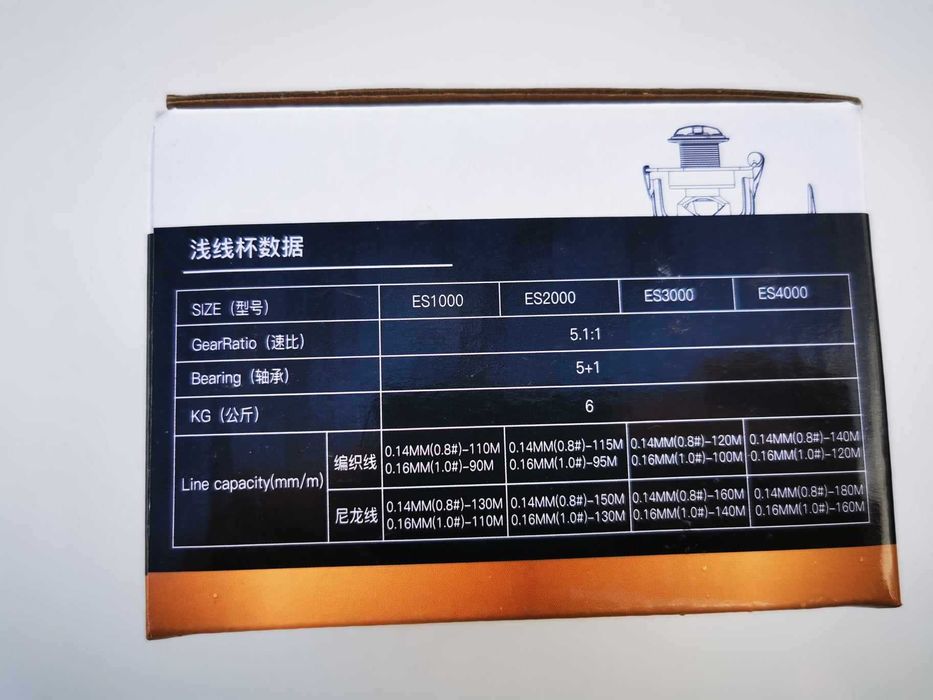 浅线杯数据
SIZE（型号） ES1000 ES2000 ES3000 ES4000
GearRatio（速比） 5.1:1
Bearing（轴承） 5+1
KG（公斤） 6
Line capacity(mm/m)
编织线
0.14MM(0.8#)-110M 0.14MM(0.8#)-115M 0.14MM(0.8#)-120M 0.14MM(0.8#)-140M
0.16MM(1.0#)-90M 0.16MM(1.0#)-95M 0.16MM(1.0#)-100M 0.16MM(1.0#)-120M
尼龙线
0.14MM(0.8#)-130M 0.14MM(0.8#)-150M 0.14MM(0.8#)-160M 0.14MM(0.8#)-180M
0.16MM(1.0#)-110M 0.16MM(1.0#)-130M 0.16MM(1.0#)-140M 0.16MM(1.0#)-160M